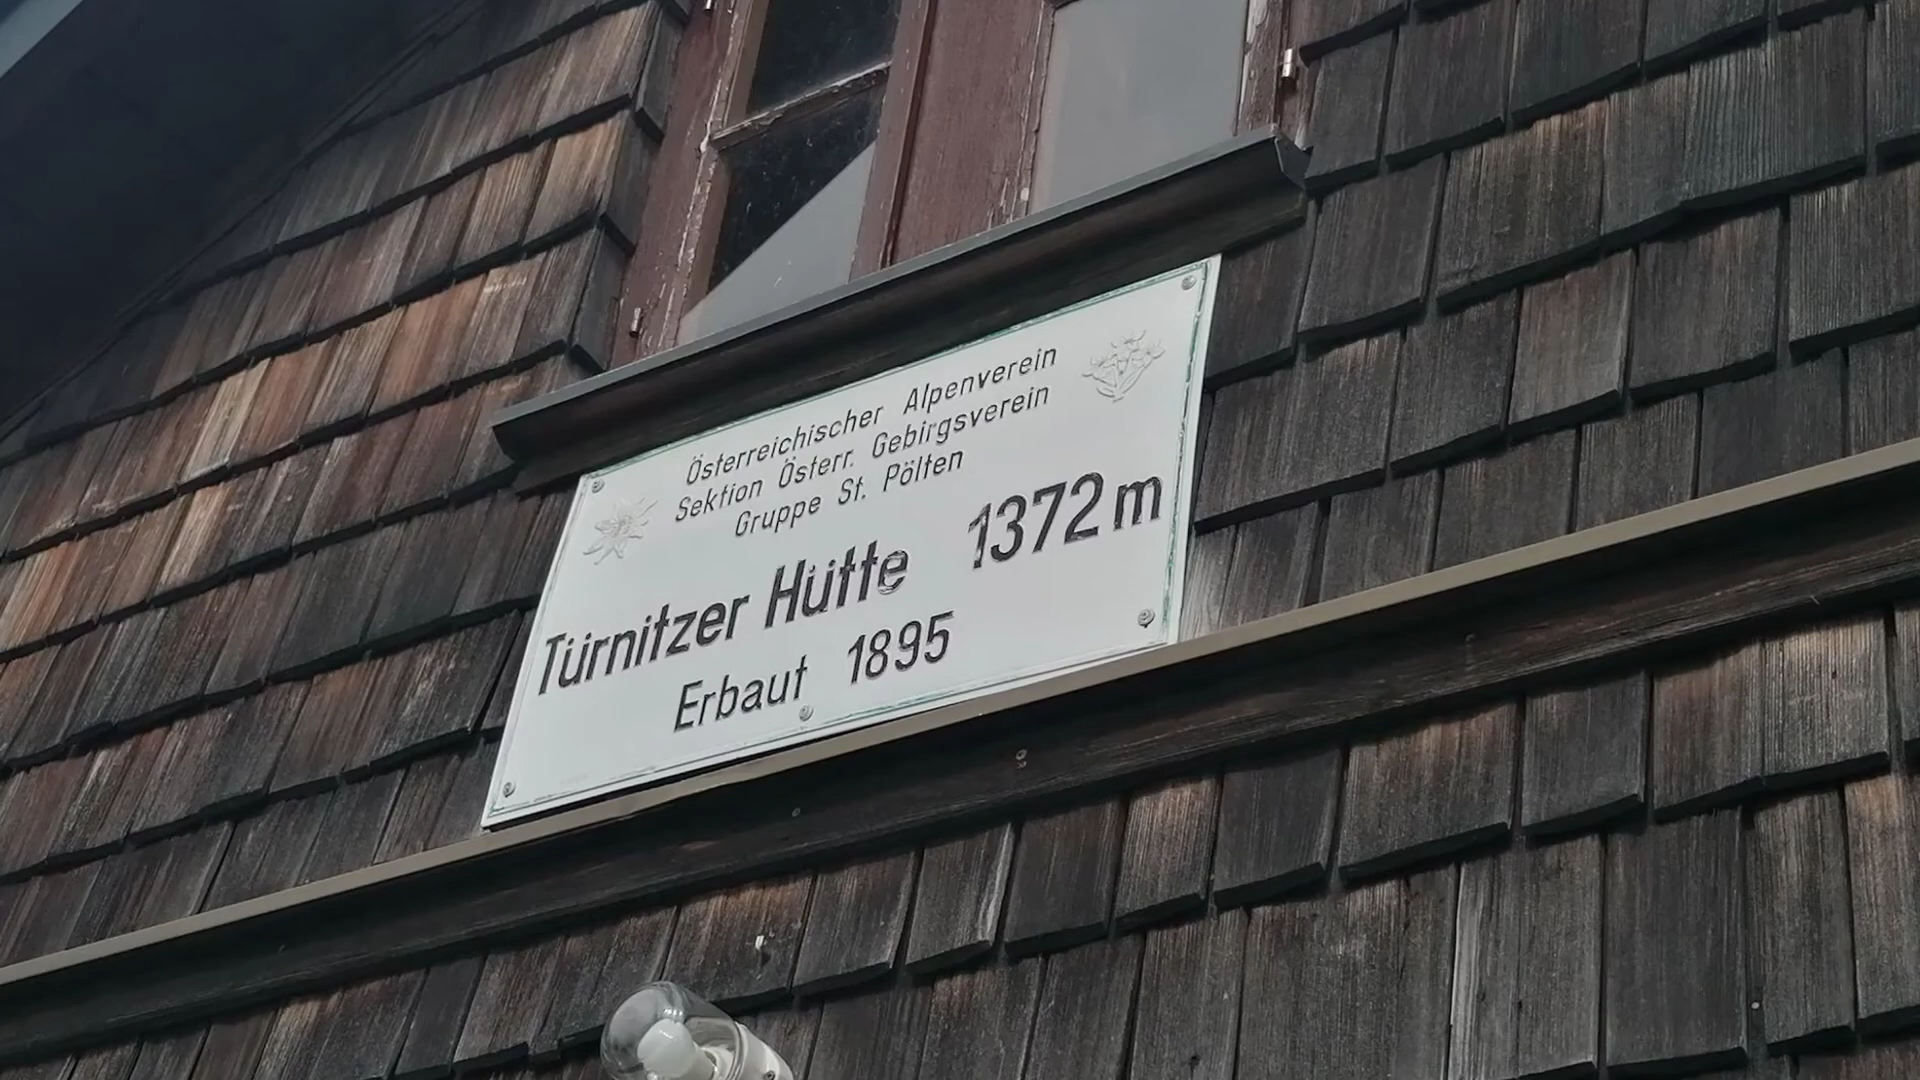 Österreichischer Alpenverein
Sektion Österr. Gebirgsverein
Gruppe St. Pölten
Türnitzer Hütte 1372 m
Erbaut 1895